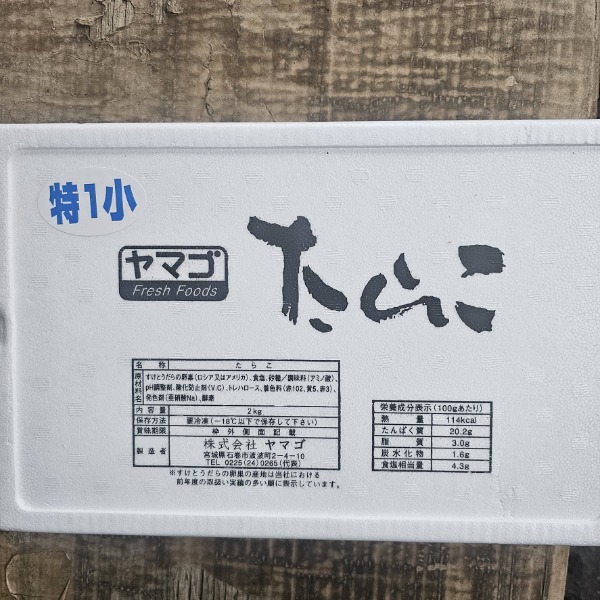 特1小
たらこ
ヤマゴ
Fresh Foods
名称 たらこ
原材料名 すけとうだらの卵巣(ロシア又はアメリカ)、食塩、砂糖／調味料(アミノ酸)、
pH調整剤、酸化防止剤(V.C)、トレハロース、着色料(赤102、黄5、赤3)、
発色剤(亜硝酸Na)、酵素
内容量 2kg
保存方法 要冷凍(−18℃以下で保存して下さい)
賞味期限 枠外側面記載
製造者 株式会社 ヤマゴ
宮城県石巻市渡波町2-4-10
TEL 0225(24)0265(代表)
※すけとうだらの卵巣の産地は当社における
前年度の取扱い実績の多い順に表示しています。
栄養成分表示(100gあたり)
熱量 114kcal
たんぱく質 20.2g
脂質 3.0g
炭水化物 1.6g
食塩相当量 4.3g